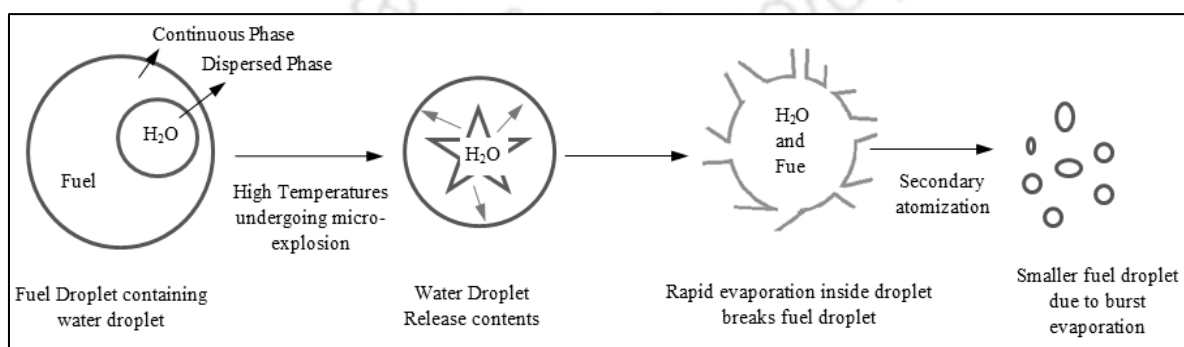 Continuous Phase
Dispersed Phase
H₂O
Fuel
High Temperatures
undergoing micro-
explosion
H₂O
H₂O
and
Fue
Secondary
atomization
Fuel Droplet containing
water droplet
Water Droplet
Release contents
Rapid evaporation inside droplet
breaks fuel droplet
Smaller fuel droplet
due to burst
evaporation